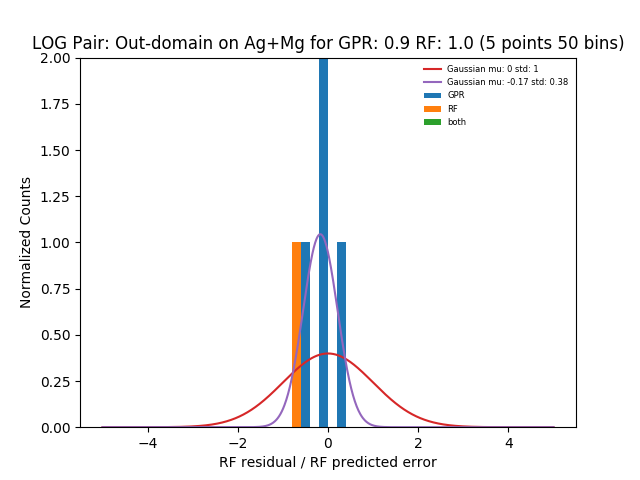 LOG Pair: Out-domain on Ag+Mg for GPR: 0.9 RF: 1.0 (5 points 50 bins)
2.00
1.75
1.50
1.25
1.00
0.75
0.50
0.25
0.00
Normalized Counts
Gaussian mu: 0 std: 1
Gaussian mu: -0.17 std: 0.38
GPR
RF
both
−4
−2
0
2
4
RF residual / RF predicted error